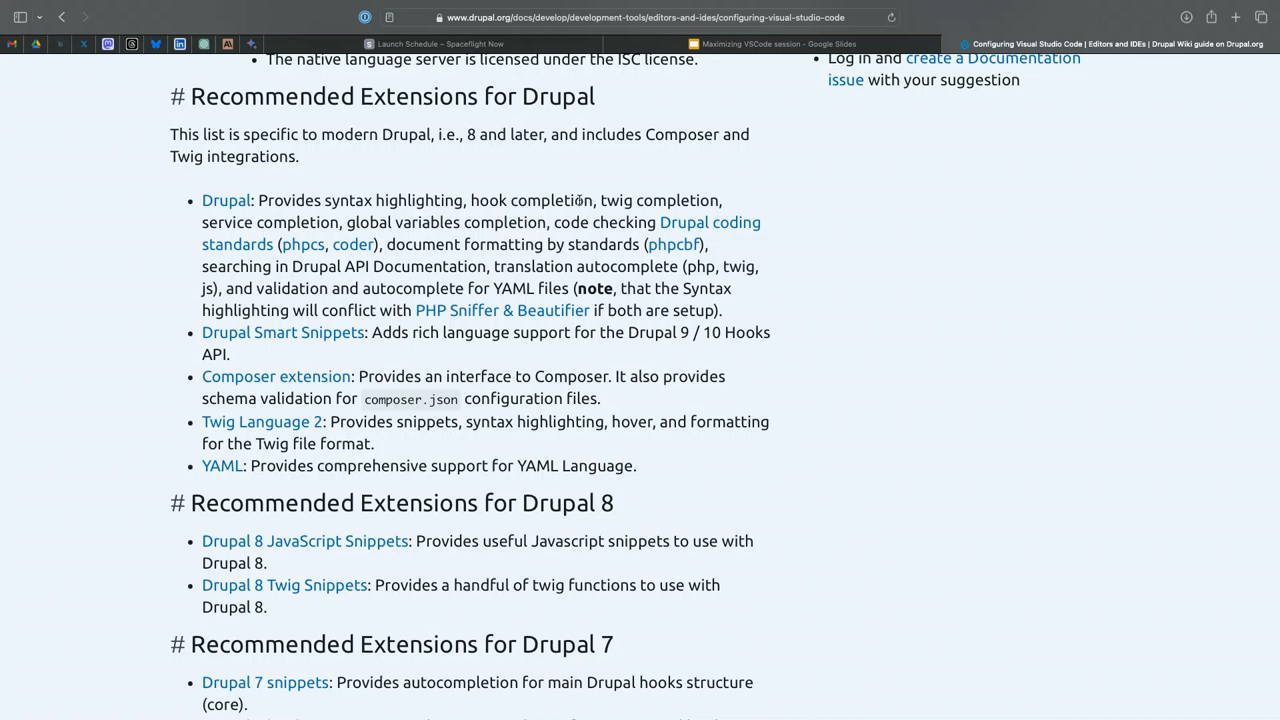 www.drupal.org/docs/develop/development-tools/editors-and-ides/configuring-visual-studio-code
Launch Schedule – Spaceflight Now
Maximizing VSCode session - Google Slides
Configuring Visual Studio Code | Editors and IDEs | Drupal Wiki guide on Drupal.org
• The native language server is licensed under the ISC license.
• Log in and create a Documentation
issue with your suggestion
# Recommended Extensions for Drupal
This list is specific to modern Drupal, i.e., 8 and later, and includes Composer and
Twig integrations.
• Drupal: Provides syntax highlighting, hook completion, twig completion,
service completion, global variables completion, code checking Drupal coding
standards (phpcs, coder), document formatting by standards (phpcbf),
searching in Drupal API Documentation, translation autocomplete (php, twig,
js), and validation and autocomplete for YAML files (note, that the Syntax
highlighting will conflict with PHP Sniffer & Beautifier if both are setup).
• Drupal Smart Snippets: Adds rich language support for the Drupal 9 / 10 Hooks
API.
• Composer extension: Provides an interface to Composer. It also provides
schema validation for composer.json configuration files.
• Twig Language 2: Provides snippets, syntax highlighting, hover, and formatting
for the Twig file format.
• YAML: Provides comprehensive support for YAML Language.
# Recommended Extensions for Drupal 8
• Drupal 8 JavaScript Snippets: Provides useful Javascript snippets to use with
Drupal 8.
• Drupal 8 Twig Snippets: Provides a handful of twig functions to use with
Drupal 8.
# Recommended Extensions for Drupal 7
• Drupal 7 snippets: Provides autocompletion for main Drupal hooks structure
(core).